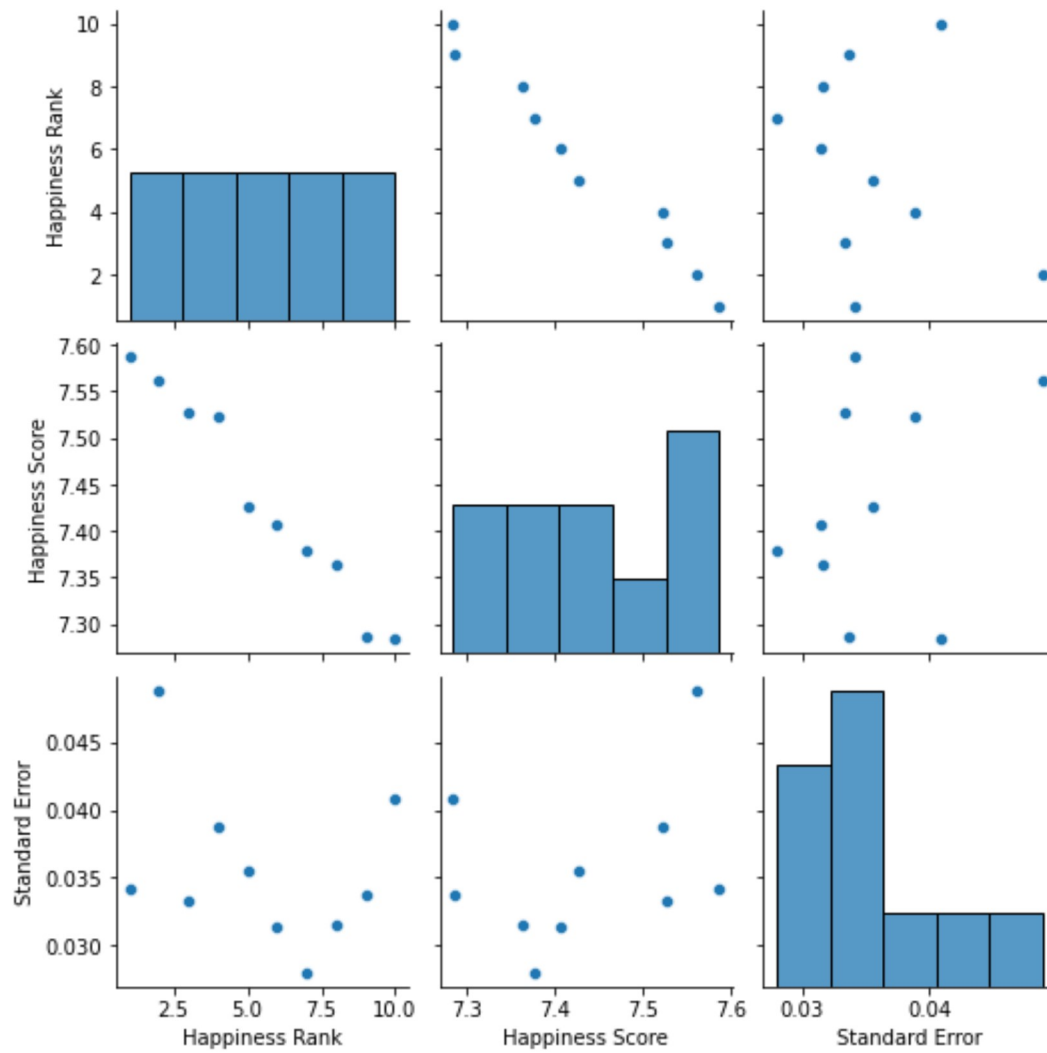 10
8
6
4
2
Happiness Rank
7.60
7.55
7.50
7.45
7.40
7.35
7.30
Happiness Score
0.045
0.040
0.035
0.030
Standard Error
2.5 5.0 7.5 10.0
Happiness Rank
7.3 7.4 7.5 7.6
Happiness Score
0.03 0.04
Standard Error